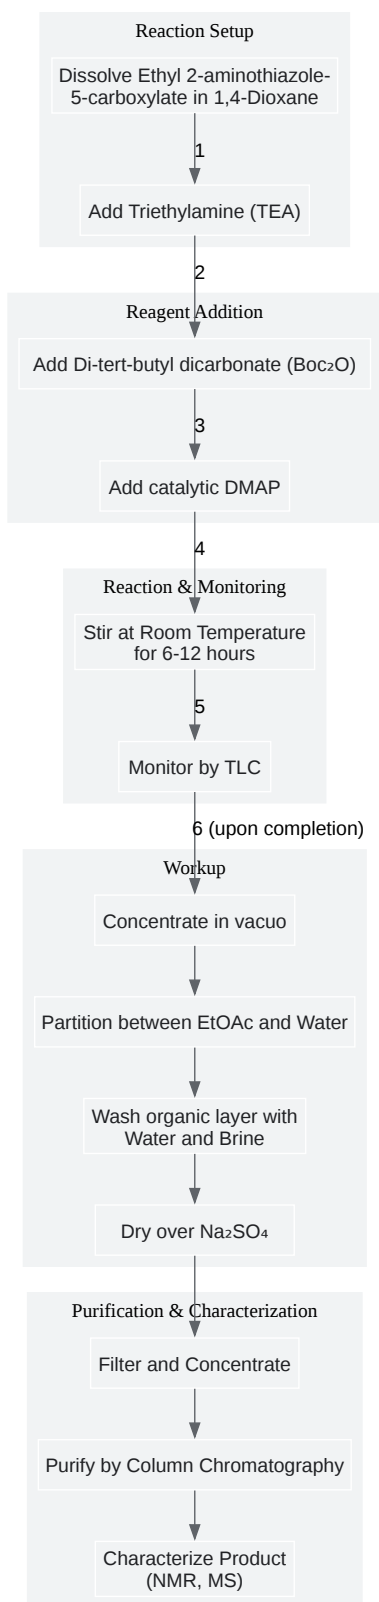 Reaction Setup
Dissolve Ethyl 2-aminothiazole-
5-carboxylate in 1,4-Dioxane
1
Add Triethylamine (TEA)
2
Reagent Addition
Add Di-tert-butyl dicarbonate (Boc₂O)
3
Add catalytic DMAP
4
Reaction & Monitoring
Stir at Room Temperature
for 6-12 hours
5
Monitor by TLC
6 (upon completion)
Workup
Concentrate in vacuo
Partition between EtOAc and Water
Wash organic layer with
Water and Brine
Dry over Na₂SO₄
Purification & Characterization
Filter and Concentrate
Purify by Column Chromatography
Characterize Product
(NMR, MS)